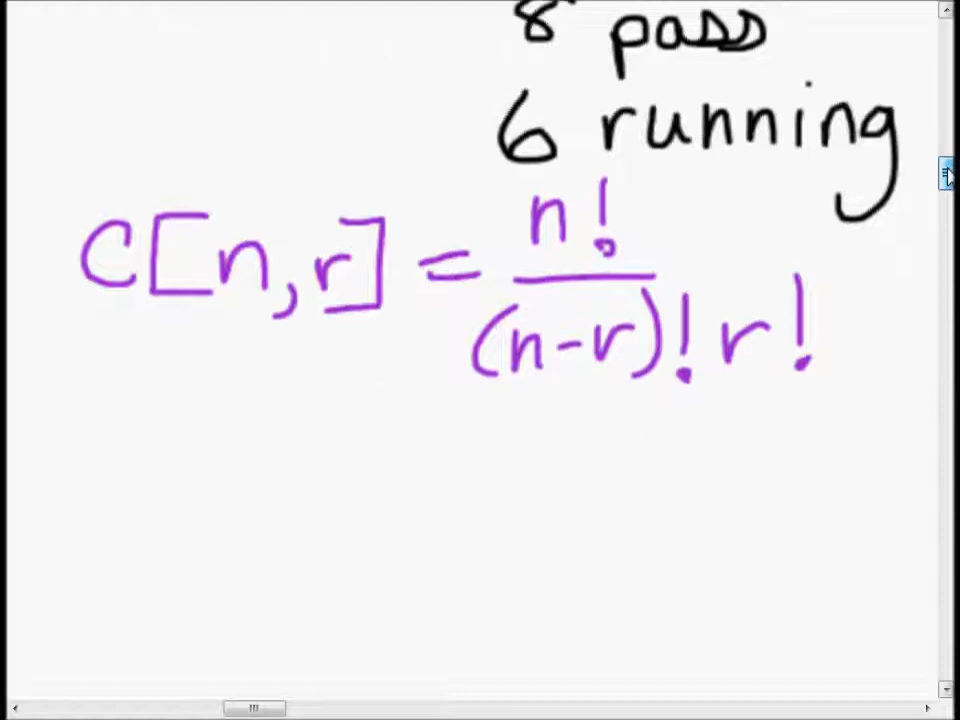 8 pass
6 running
C[n,r] = n! / (n-r)! r!